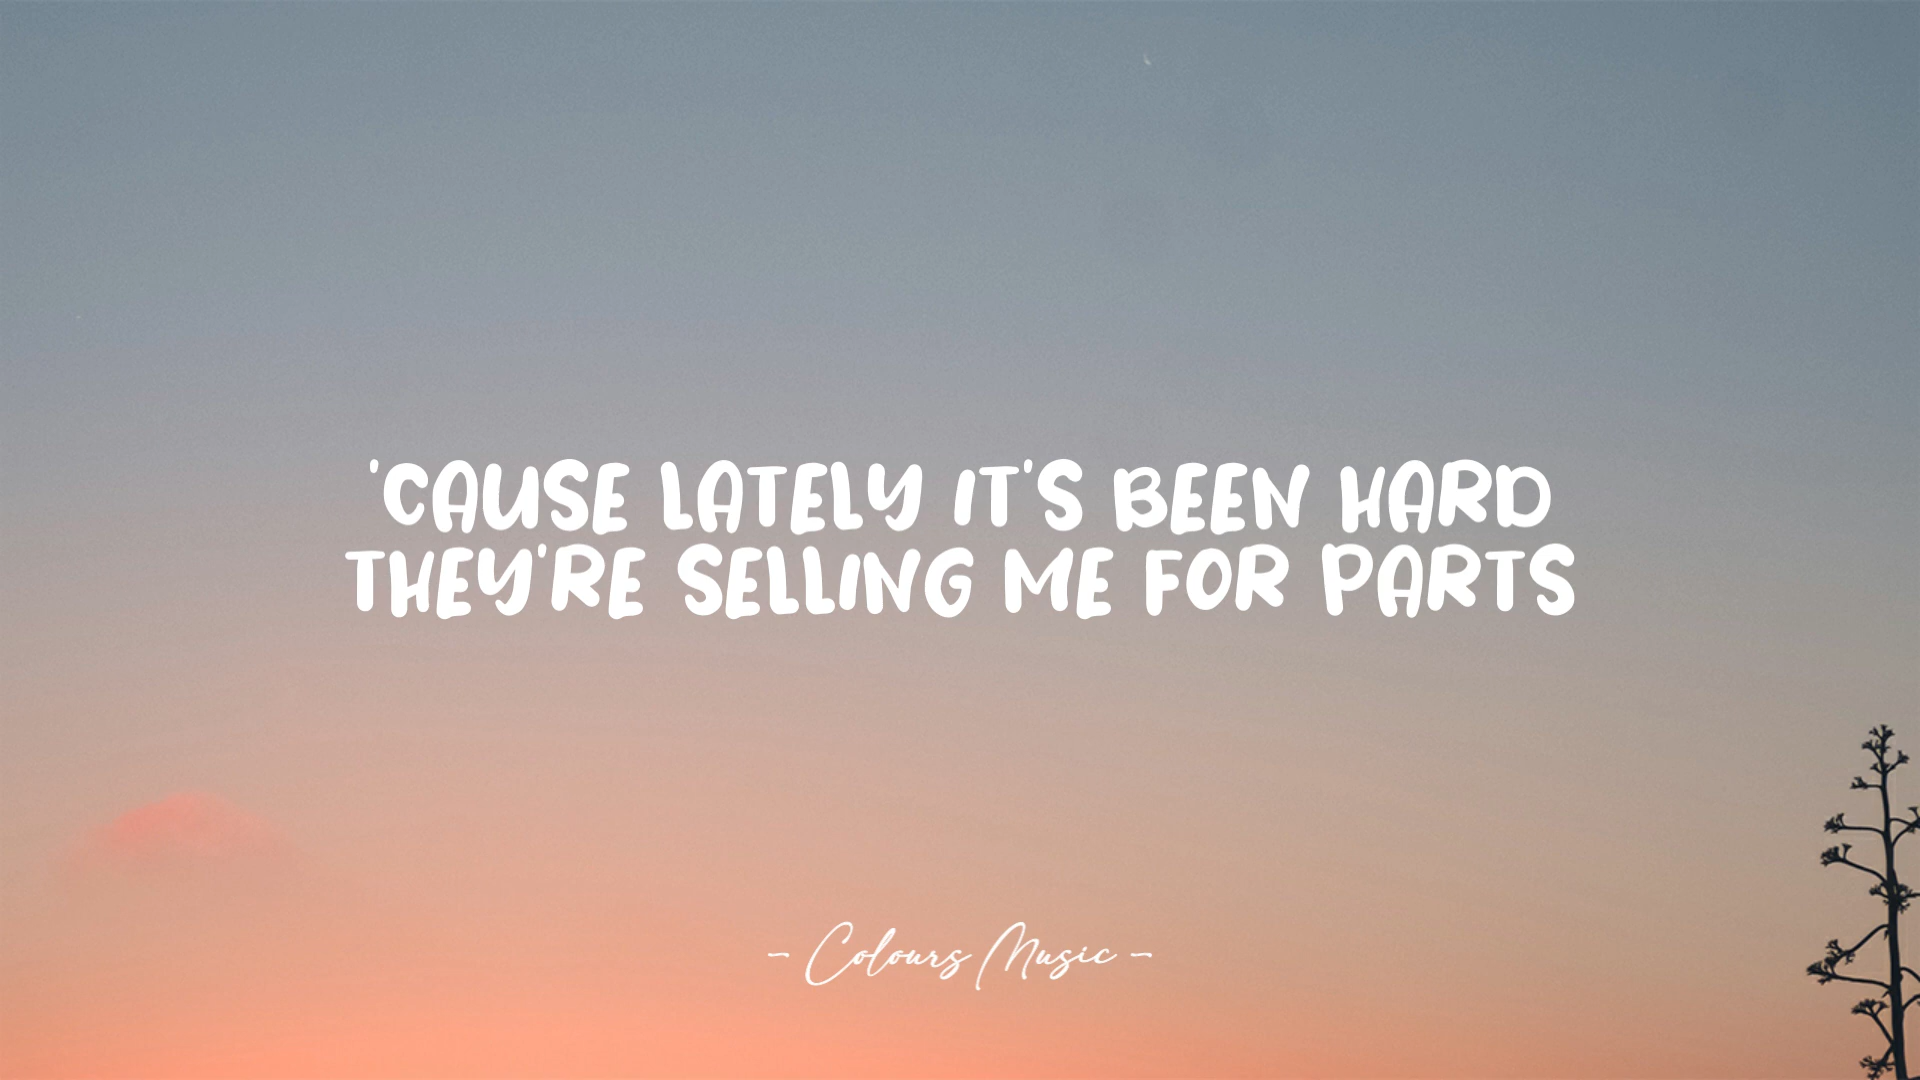 'CAUSE LATELY IT'S BEEN HARD
THEY'RE SELLING ME FOR PARTS
- Colours Music -